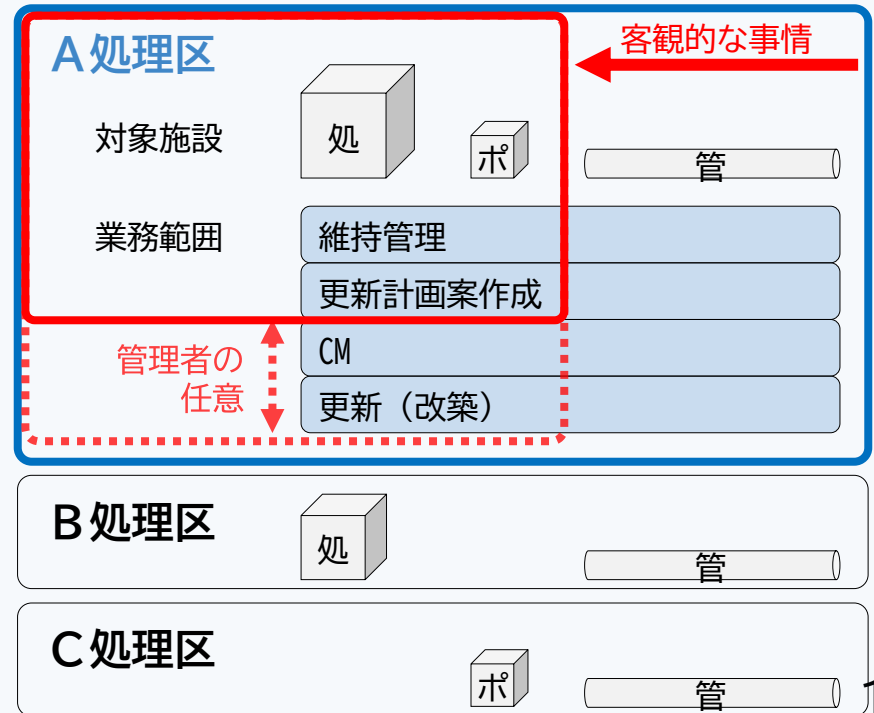 A処理区
客観的な事情
対象施設
処
ポ
管
業務範囲
維持管理
更新計画案作成
管理者の
任意
CM
更新（改築）
B処理区
処
管
C処理区
ポ
管